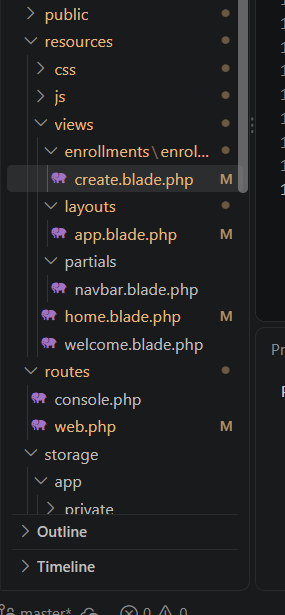 public
resources
css
js
views
enrollments\enrol...
create.blade.php M
layouts
app.blade.php M
partials
navbar.blade.php
home.blade.php M
welcome.blade.php
routes
console.php
web.php M
storage
app
private
Outline
Timeline
master* 0 0